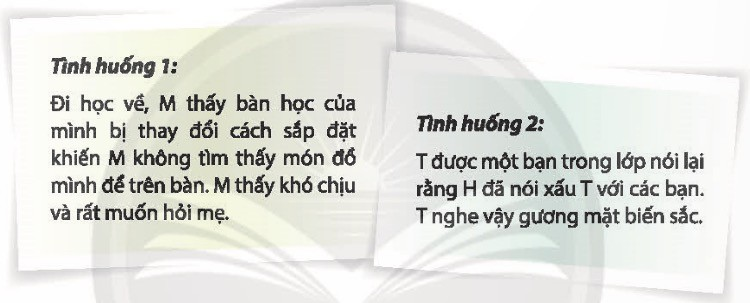 Tình huống 1:
Đi học về, M thấy bàn học của
mình bị thay đổi cách sắp đặt
khiến M không tìm thấy món đồ
mình để trên bàn. M thấy khó chịu
và rất muốn hỏi mẹ.
Tình huống 2:
T được một bạn trong lớp nói lại
rằng H đã nói xấu T với các bạn.
T nghe vậy gương mặt biến sắc.